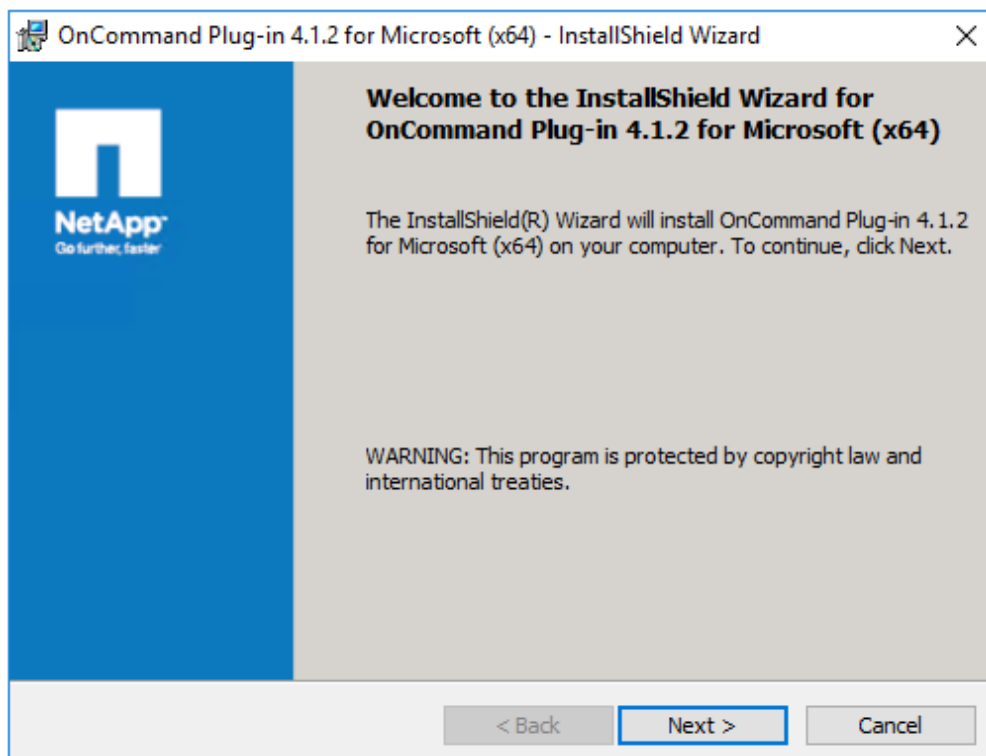 OnCommand Plug-in 4.1.2 for Microsoft (x64) - InstallShield Wizard
Welcome to the InstallShield Wizard for
OnCommand Plug-in 4.1.2 for Microsoft (x64)
NetApp™
Go further, faster
The InstallShield(R) Wizard will install OnCommand Plug-in 4.1.2
for Microsoft (x64) on your computer. To continue, click Next.
WARNING: This program is protected by copyright law and
international treaties.
< Back
Next >
Cancel